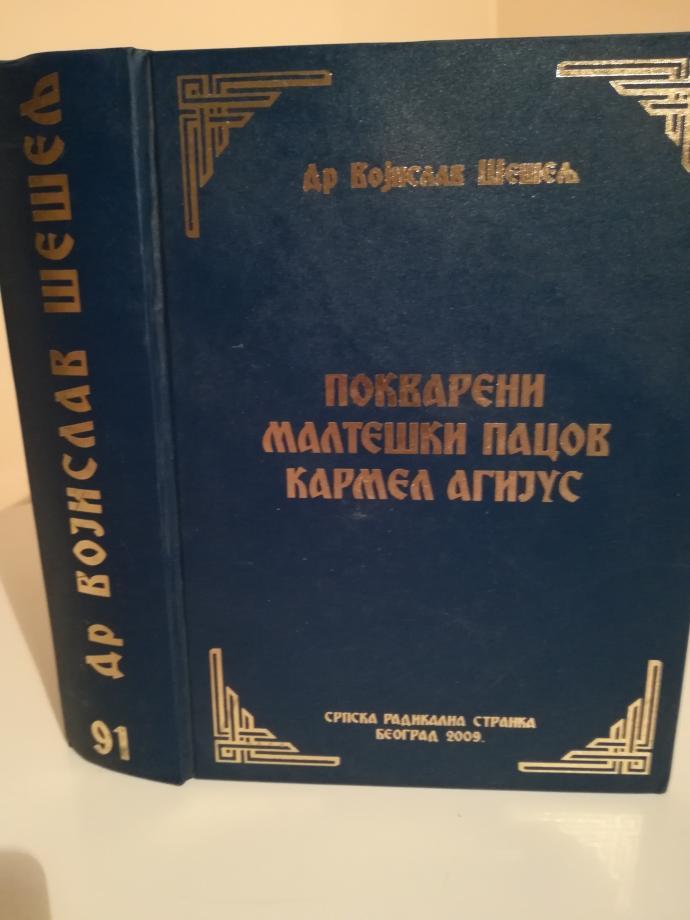 Др Војислав Шешељ
91
Др Војислав Шешељ
ПОКВАРЕНИ
МАЛТЕШКИ ПАЦОВ
КАРМЕЛ АГИЈУС
СРПСКА РАДИКАЛНА СТРАНКА
БЕОГРАД 2009.